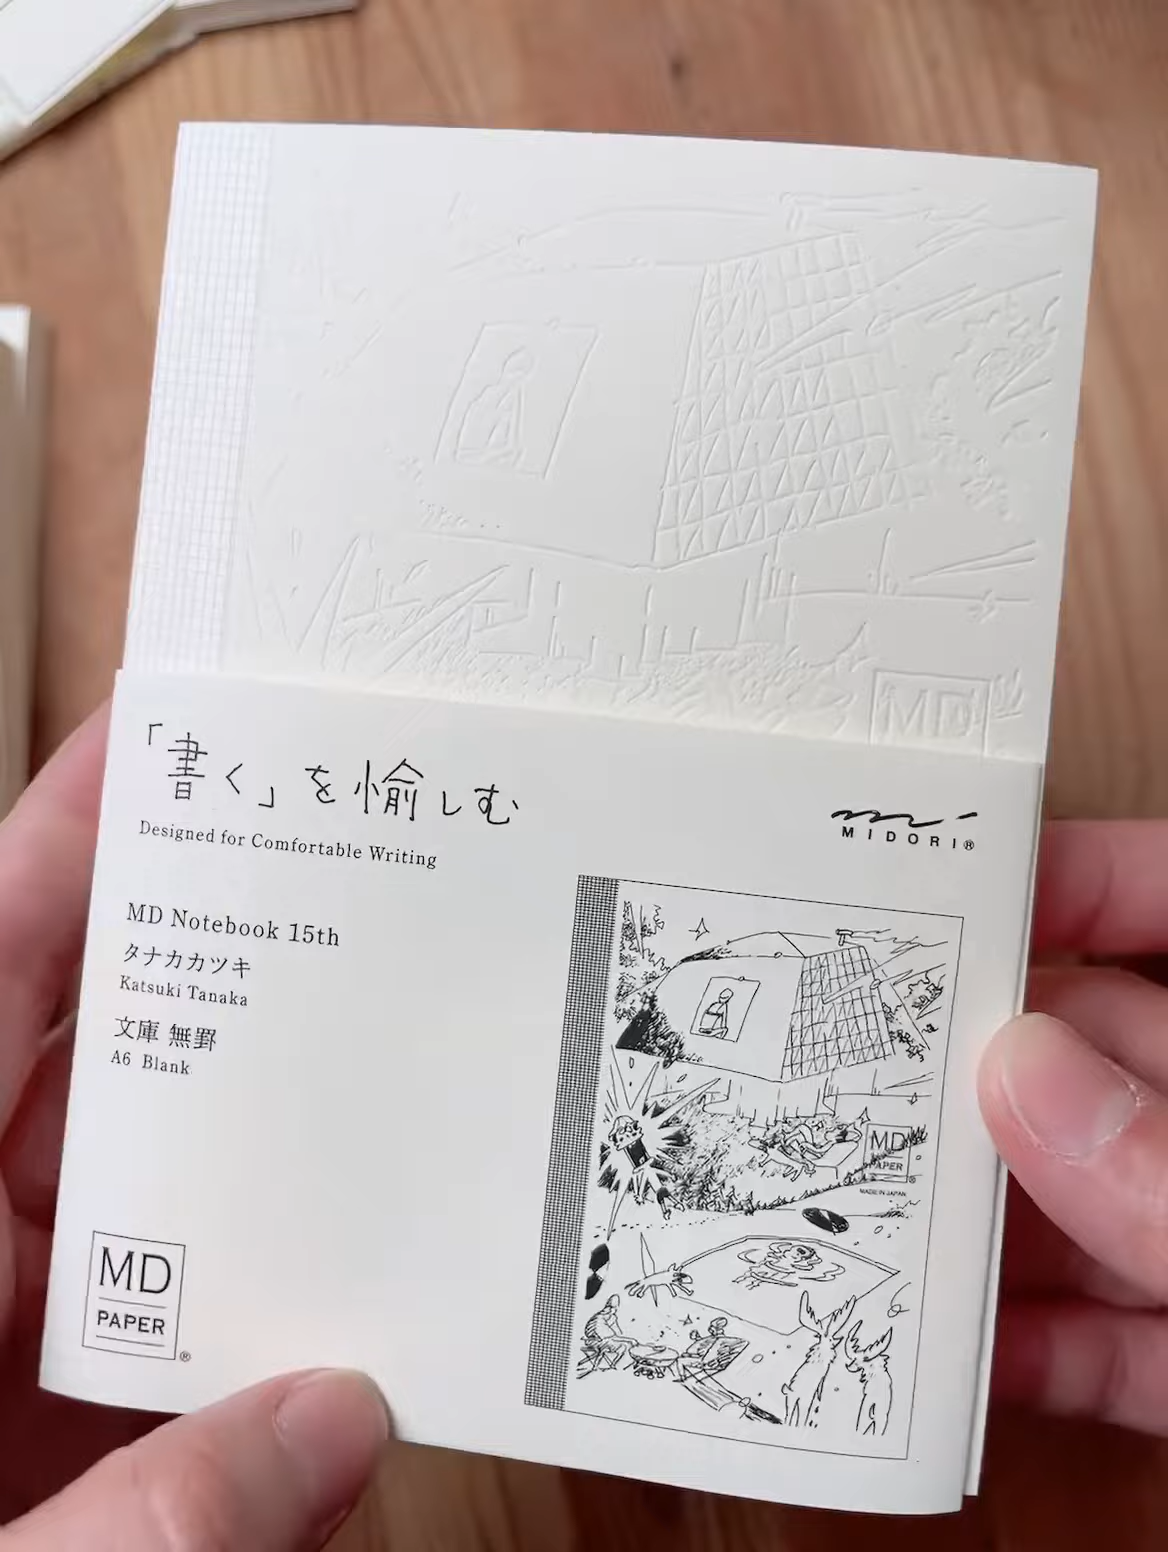 MD
「書く」を愉しむ
Designed for Comfortable Writing
MIDORI®
MD Notebook 15th
タナカカツキ
Katsuki Tanaka
文庫 無罫
A6 Blank
MD
PAPER
®
MD
PAPER
®
MADE IN JAPAN